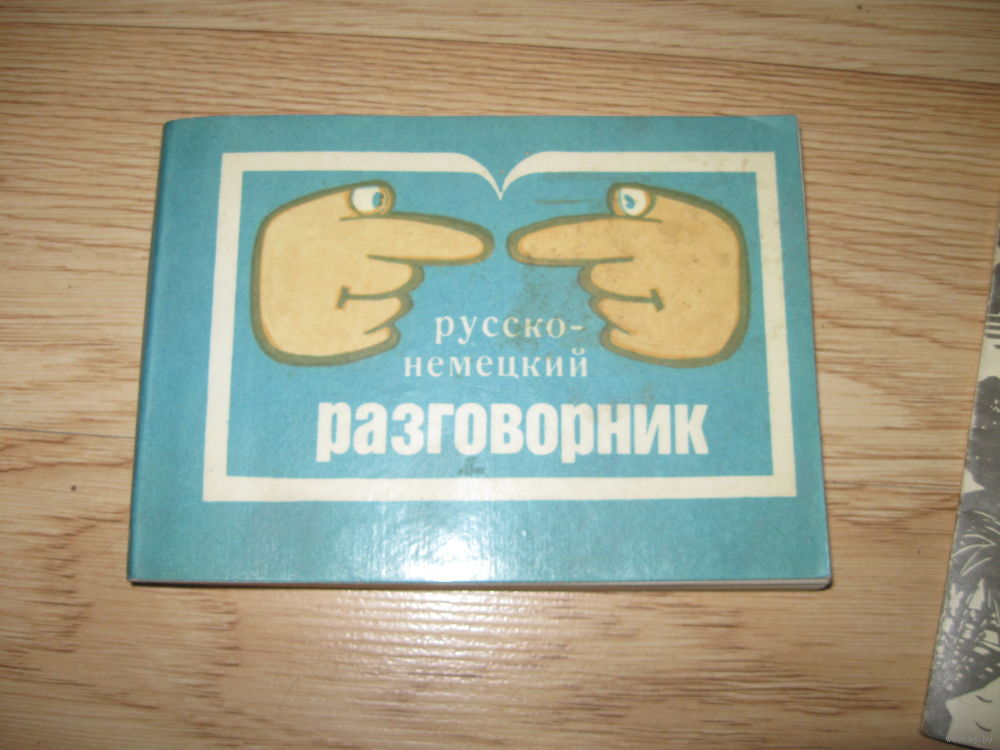 русско-
немецкий
разговорник